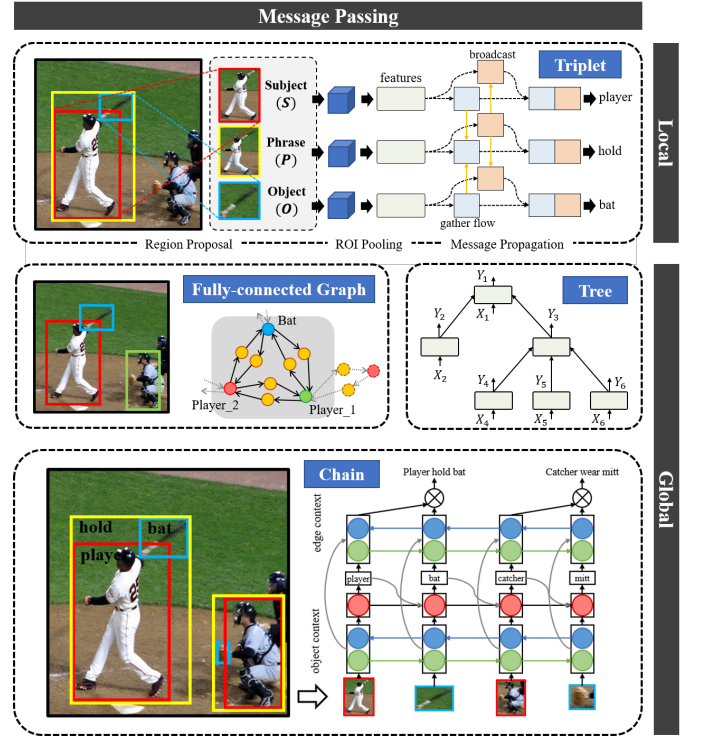 Message Passing
Local
Triplet
Subject
(S)
Phrase
(P)
Object
(O)
features
broadcast
gather flow
player
hold
bat
Region Proposal
ROI Pooling
Message Propagation
Global
Fully-connected Graph
Bat
Player_2
Player_1
Tree
Y1
X1
Y2
X2
Y3
Y4
X4
Y5
X5
Y6
X6
Chain
hold
bat
player
Player hold bat
Catcher wear mitt
edge context
player
bat
catcher
mitt
object context